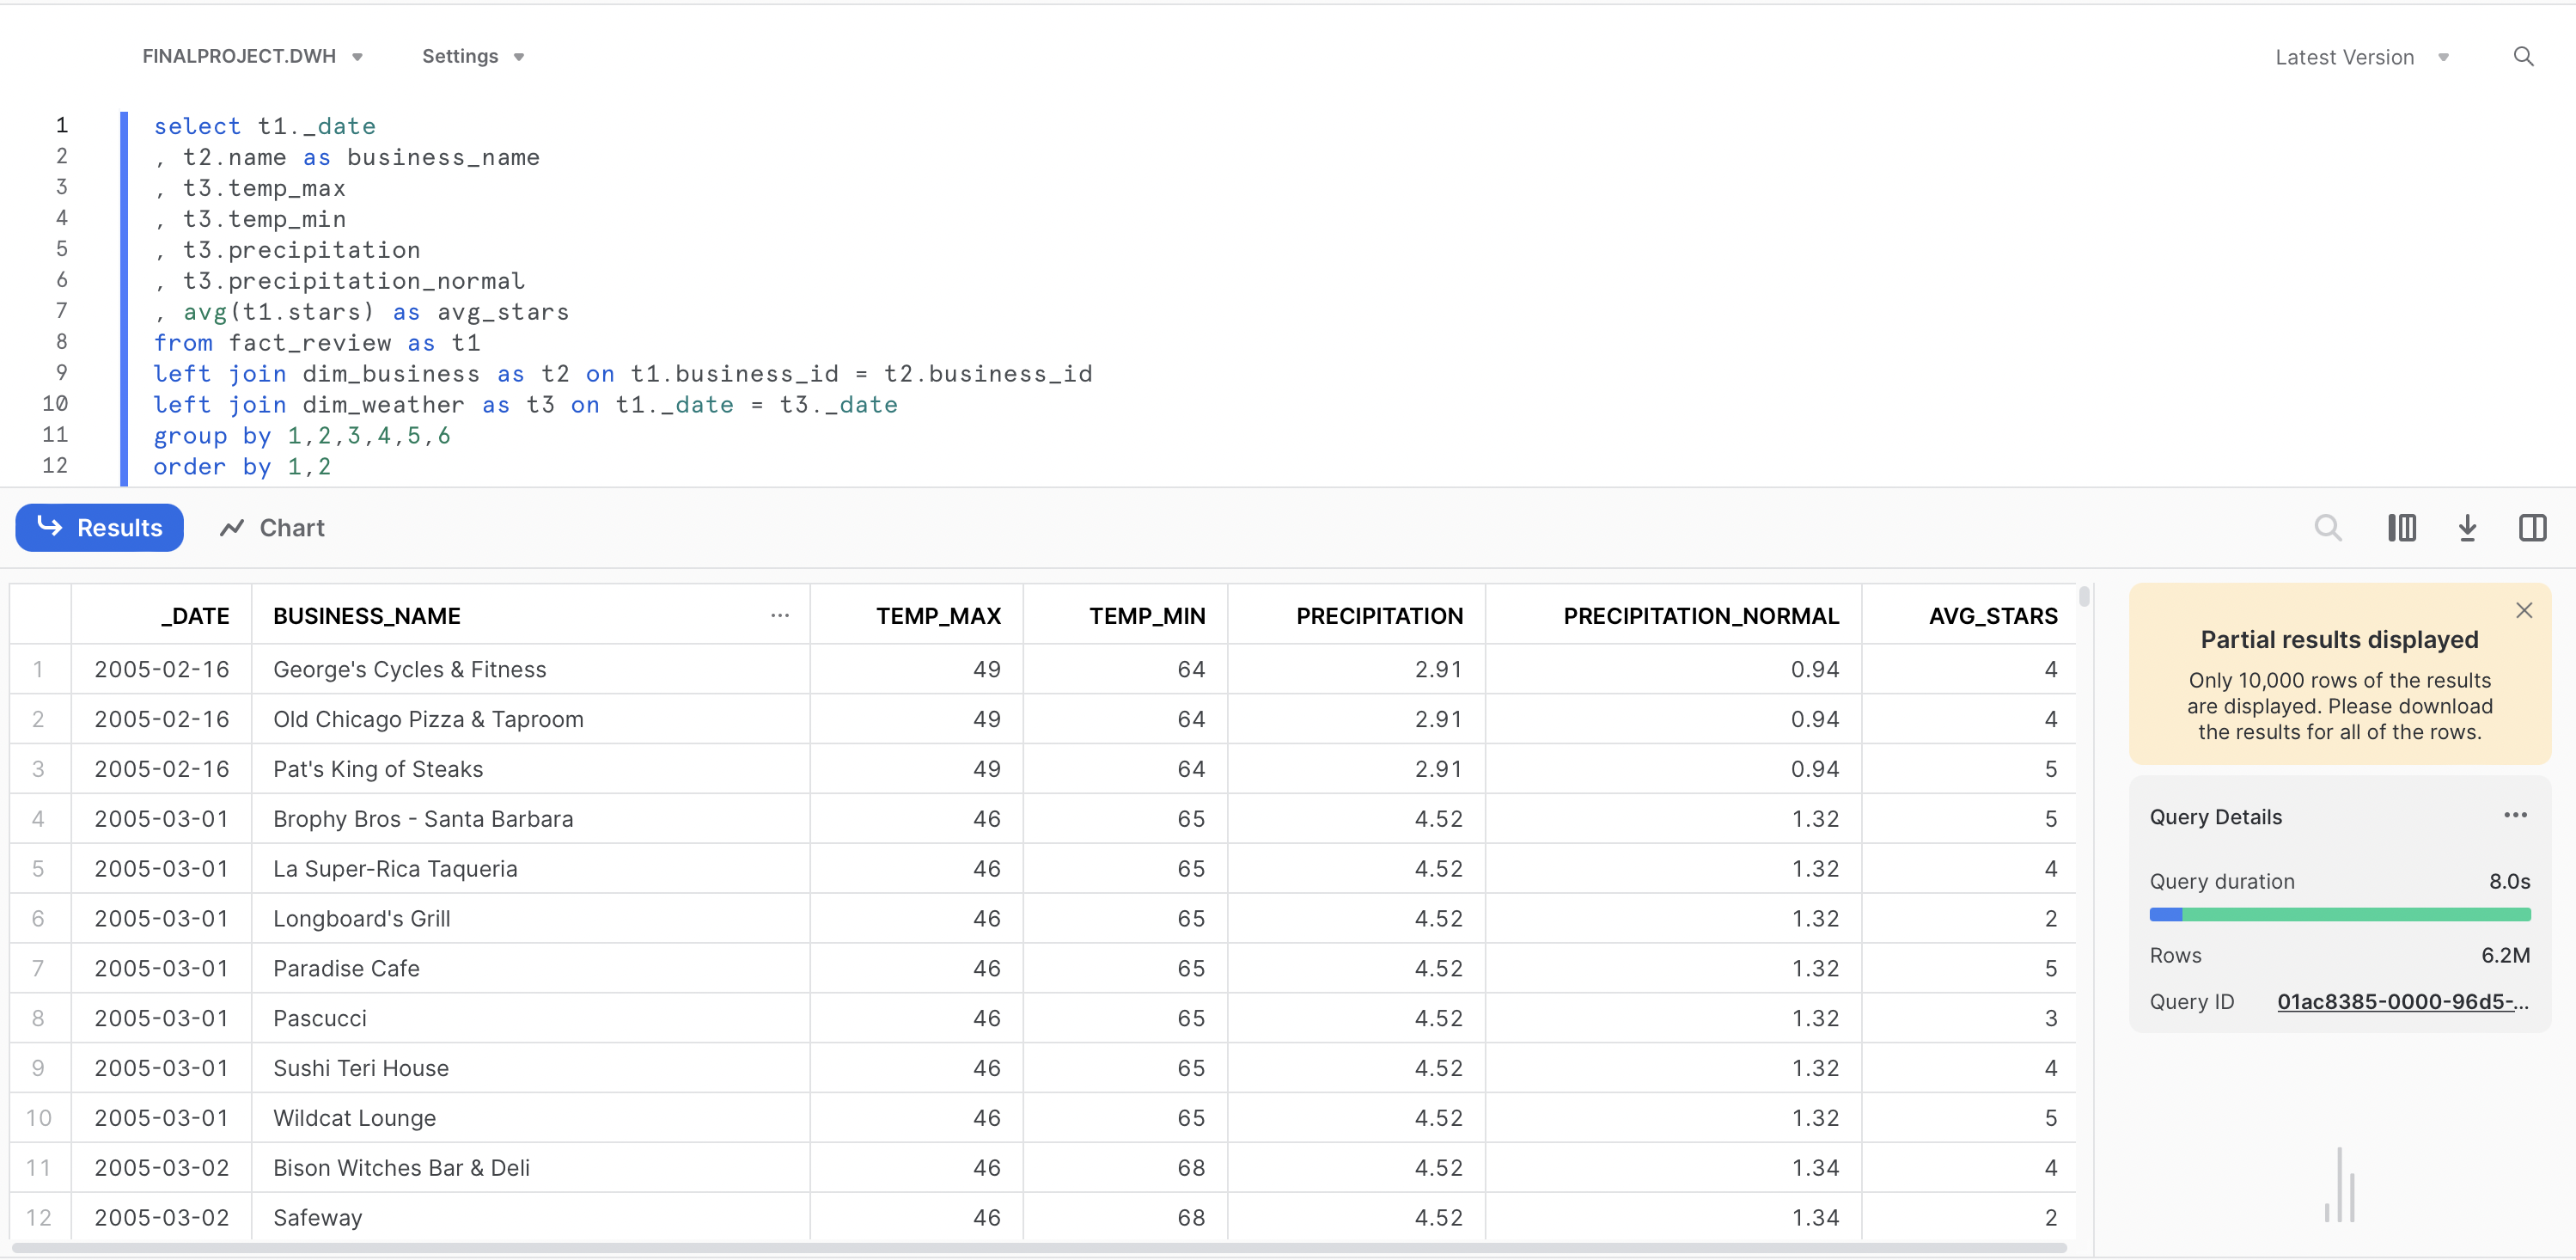 FINALPROJECT.DWH Settings Latest Version
1 select t1._date
2 , t2.name as business_name
3 , t3.temp_max
4 , t3.temp_min
5 , t3.precipitation
6 , t3.precipitation_normal
7 , avg(t1.stars) as avg_stars
8 from fact_review as t1
9 left join dim_business as t2 on t1.business_id = t2.business_id
10 left join dim_weather as t3 on t1._date = t3._date
11 group by 1,2,3,4,5,6
12 order by 1,2
Results Chart
_DATE BUSINESS_NAME ... TEMP_MAX TEMP_MIN PRECIPITATION PRECIPITATION_NORMAL AVG_STARS
1 2005-02-16 George's Cycles & Fitness 49 64 2.91 0.94 4
2 2005-02-16 Old Chicago Pizza & Taproom 49 64 2.91 0.94 4
3 2005-02-16 Pat's King of Steaks 49 64 2.91 0.94 5
4 2005-03-01 Brophy Bros - Santa Barbara 46 65 4.52 1.32 5
5 2005-03-01 La Super-Rica Taqueria 46 65 4.52 1.32 4
6 2005-03-01 Longboard's Grill 46 65 4.52 1.32 2
7 2005-03-01 Paradise Cafe 46 65 4.52 1.32 5
8 2005-03-01 Pascucci 46 65 4.52 1.32 3
9 2005-03-01 Sushi Teri House 46 65 4.52 1.32 4
10 2005-03-01 Wildcat Lounge 46 65 4.52 1.32 5
11 2005-03-02 Bison Witches Bar & Deli 46 68 4.52 1.34 4
12 2005-03-02 Safeway 46 68 4.52 1.34 2
Partial results displayed
Only 10,000 rows of the results
are displayed. Please download
the results for all of the rows.
Query Details ...
Query duration 8.0s
Rows 6.2M
Query ID 01ac8385-0000-96d5-...